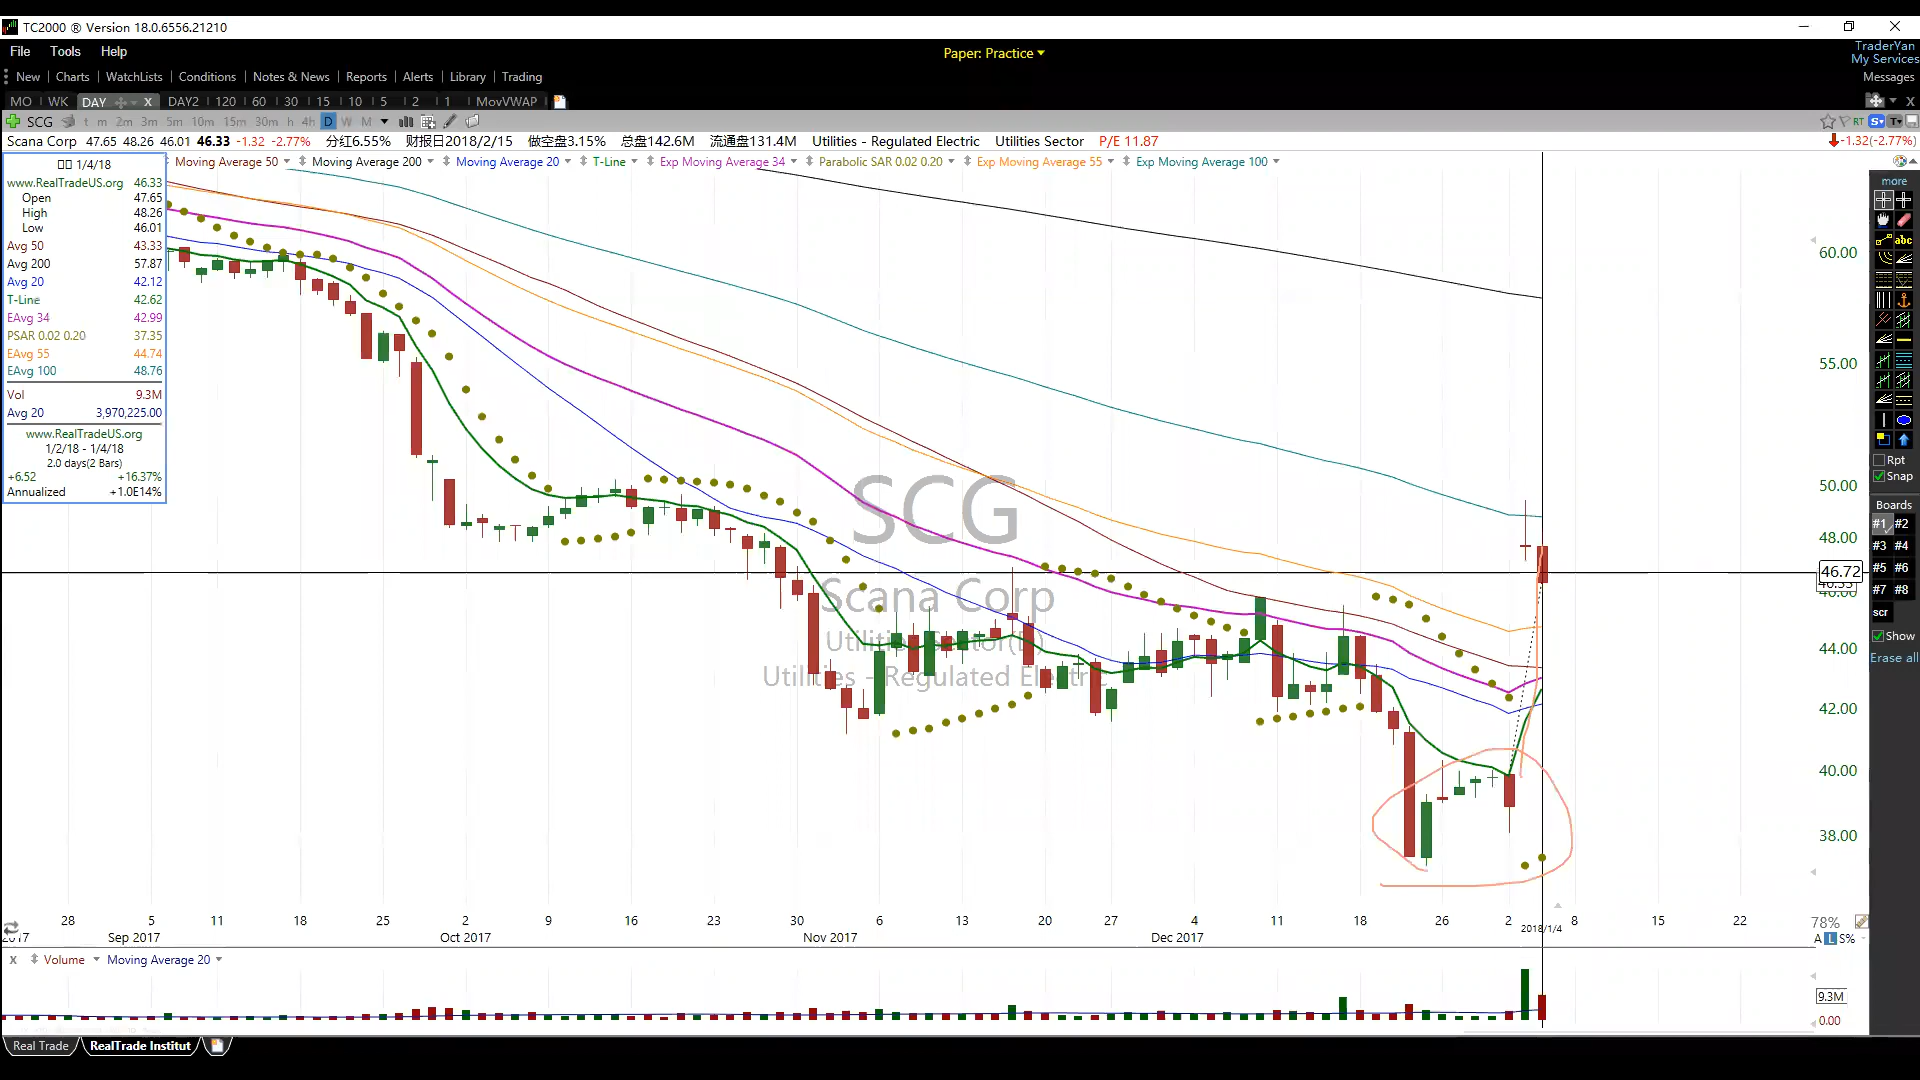 TC2000 ® Version 18.0.6556.21210
File Tools Help
Paper: Practice
TraderYan
My Services
New Charts WatchLists Conditions Notes & News Reports Alerts Library Trading
Messages
MO WK DAY X DAY2 120 60 30 15 10 5 2 1 MovVWAP
X
SCG t m 2m 3m 5m 10m 15m 30m h 4h D W M
RT S T
Scana Corp 47.65 48.26 46.01 46.33 -1.32 -2.77% 分红6.55% 财报日2018/2/15 做空盘3.15% 总盘142.6M 流通盘131.4M Utilities - Regulated Electric Utilities Sector P/E 11.87
-1.32(-2.77%)
Moving Average 50 Moving Average 200 Moving Average 20 T-Line Exp Moving Average 34 Parabolic SAR 0.02 0.20 Exp Moving Average 55 Exp Moving Average 100
1/4/18
www.RealTradeUS.org 46.33
Open 47.65
High 48.26
Low 46.01
Avg 50 43.33
Avg 200 57.87
Avg 20 42.12
T-Line 42.62
EAvg 34 42.99
PSAR 0.02 0.20 37.35
EAvg 55 44.74
EAvg 100 48.76
Vol 9.3M
Avg 20 3,970,225.00
www.RealTradeUS.org
1/2/18 - 1/4/18
2.0 days(2 Bars)
+6.52 +16.37%
Annualized +1.0E14%
SCG
Scana Corp
Utilities Sector(D)
Utilities - Regulated Electric
60.00
55.00
50.00
48.00
46.72
44.00
42.00
40.00
38.00
more
abc
Rpt
Snap
Boards
#1 #2
#3 #4
#5 #6
#7 #8
scr
Show
Erase all
28 5 11 18 25 2 9 16 23 30 6 13 20 27 4 11 18 26 2 8 15 22
Sep 2017 Oct 2017 Nov 2017 Dec 2017 2018/1/4
78%
A L S%
X Volume Moving Average 20
9.3M
0.00
Real Trade RealTrade Institut